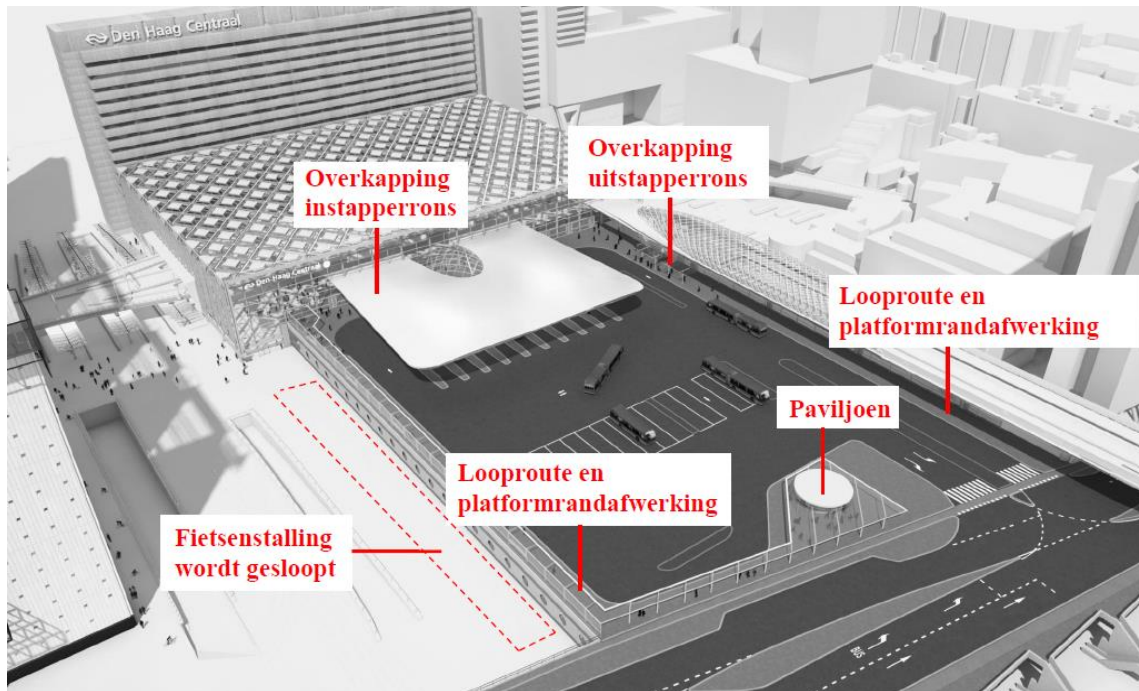 Den Haag Centraal
Overkapping
uitstapperrons
Overkapping
instapperrons
Den Haag Centraal
Looproute en
platformrandafwerking
Paviljoen
Looproute en
platformrandafwerking
Fietsenstalling
wordt gesloopt
BUS